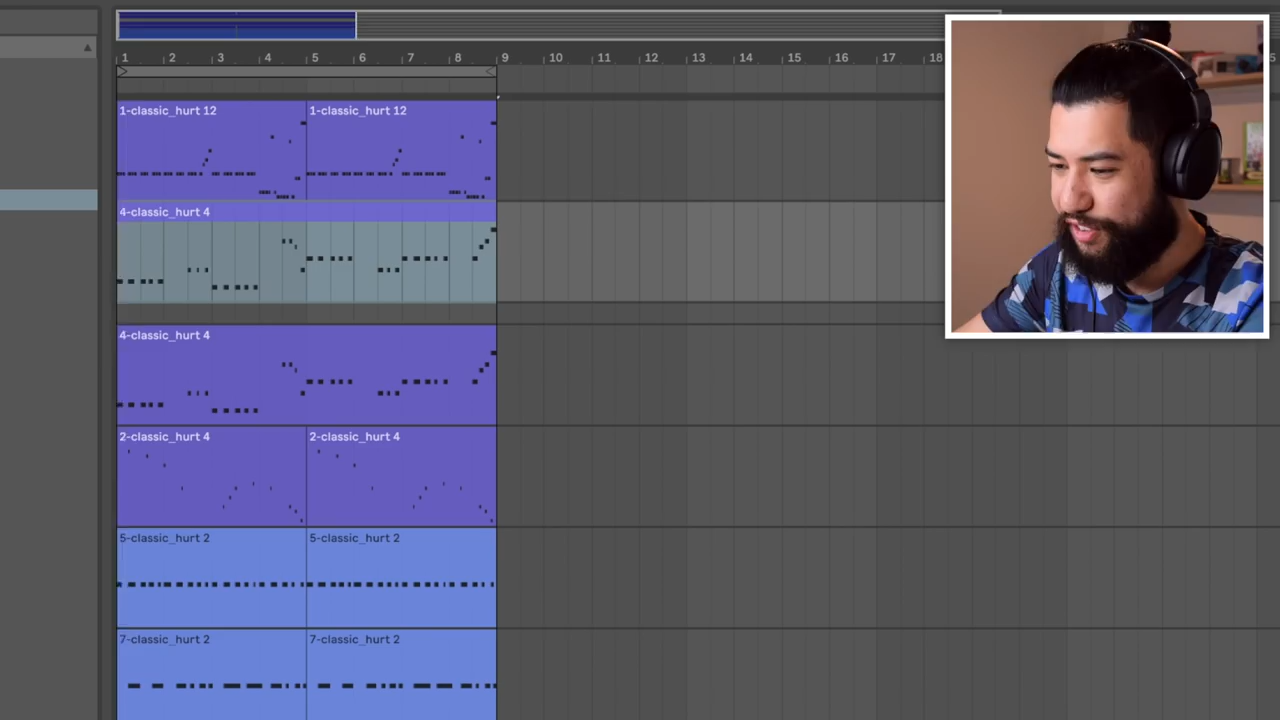 1 2 3 4 5 6 7 8 9 10 11 12 13 14 15 16 17 18
1-classic_hurt 12 1-classic_hurt 12
4-classic_hurt 4
4-classic_hurt 4
2-classic_hurt 4 2-classic_hurt 4
5-classic_hurt 2 5-classic_hurt 2
7-classic_hurt 2 7-classic_hurt 2